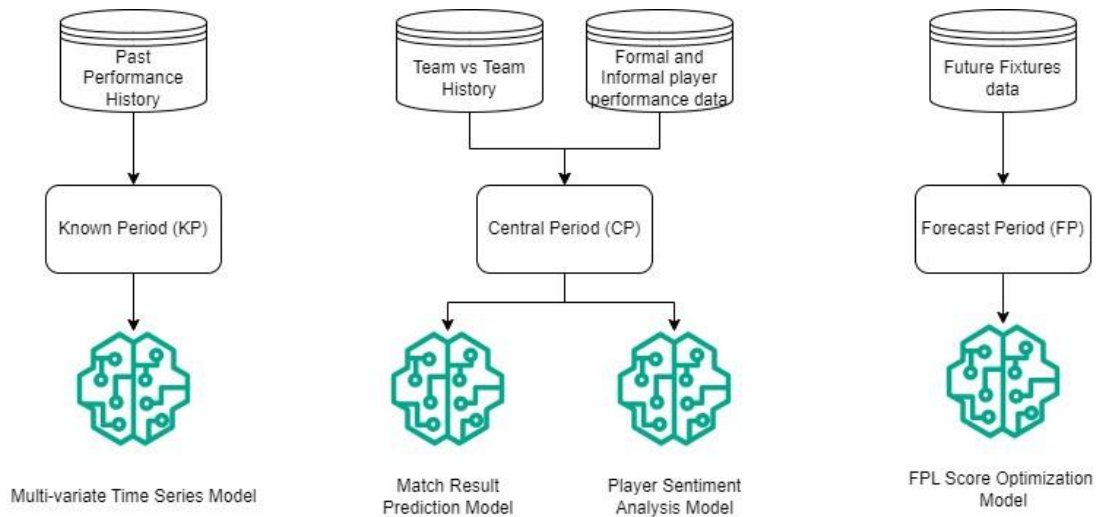 Past
Performance
History
Team vs Team
History
Formal and
Informal player
performance data
Future Fixtures
data
Known Period (KP)
Central Period (CP)
Forecast Period (FP)
Multi-variate Time Series Model
Match Result
Prediction Model
Player Sentiment
Analysis Model
FPL Score Optimization
Model